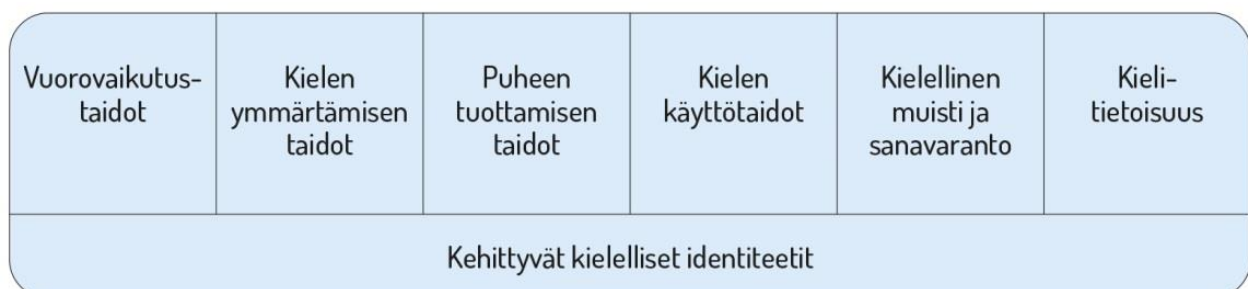 Vuorovaikutus-
taidot
Kielen
ymmärtämisen
taidot
Puheen
tuottamisen
taidot
Kielen
käyttötaidot
Kielellinen
muisti ja
sanavaranto
Kieli-
tietoisuus
Kehittyvät kielelliset identiteetit